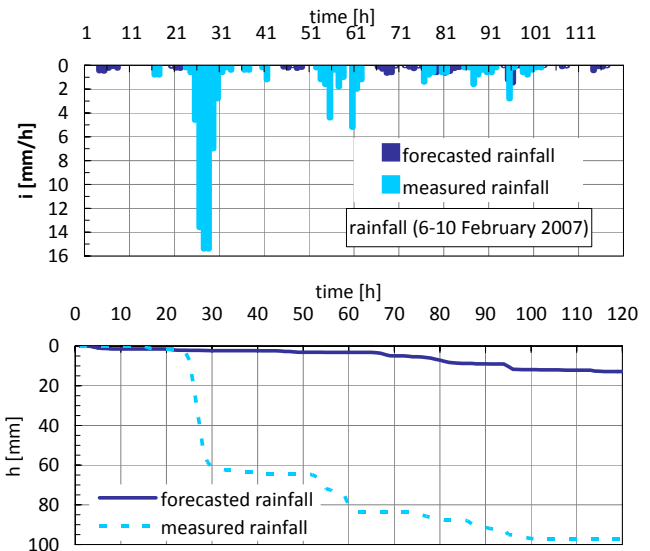 time [h]
1 11 21 31 41 51 61 71 81 91 101 111
0
2
4
6
8
10
12
14
16
i [mm/h]
forecasted rainfall
measured rainfall
rainfall (6-10 February 2007)
time [h]
0 10 20 30 40 50 60 70 80 90 100 110 120
0
20
40
60
80
100
h [mm]
forecasted rainfall
measured rainfall